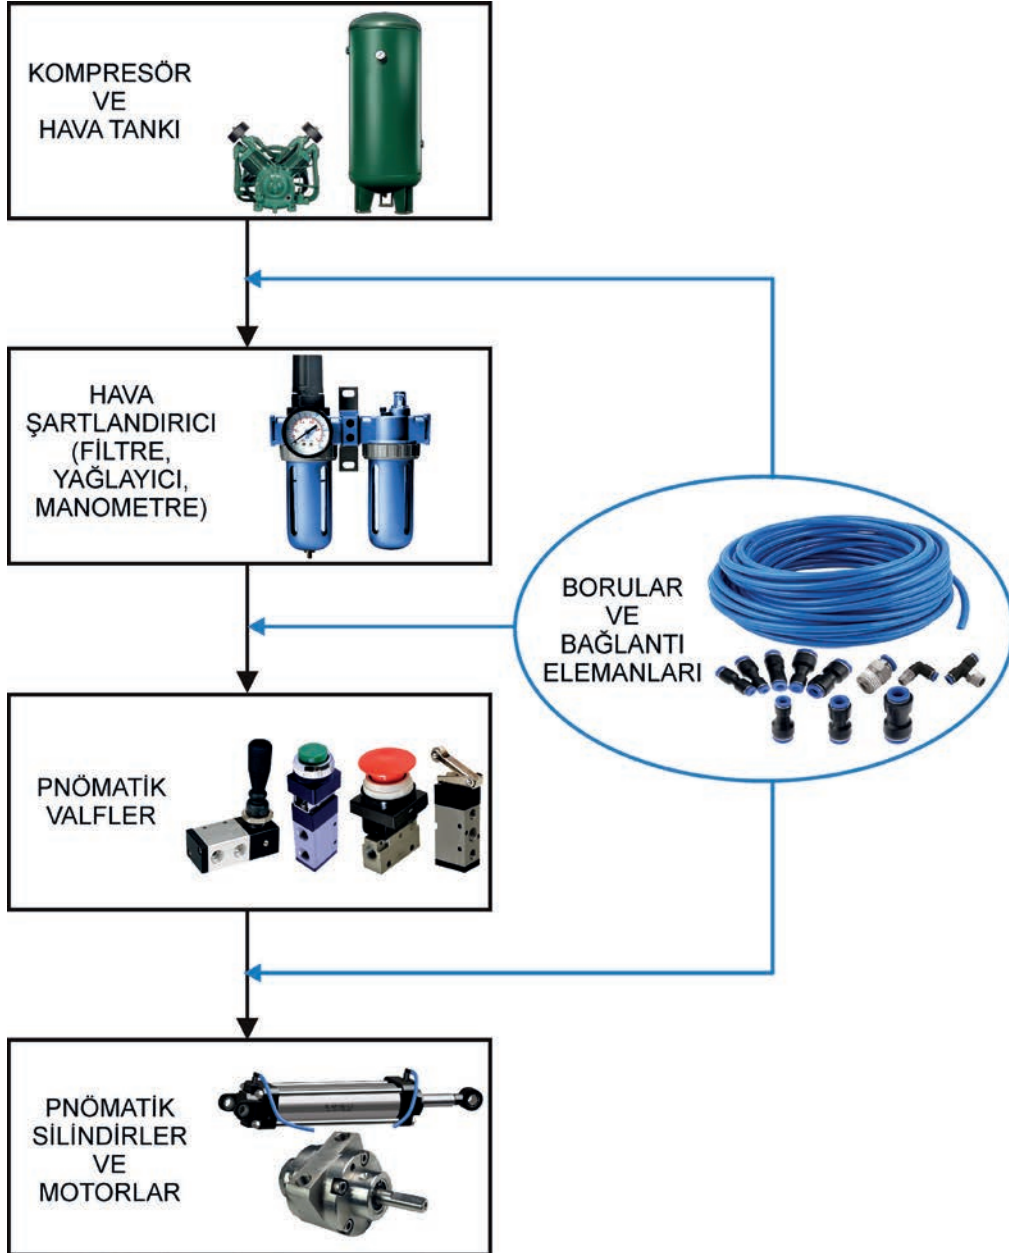 KOMPRESÖR
VE
HAVA TANKI
HAVA
ŞARTLANDIRICI
(FİLTRE,
YAĞLAYICI,
MANOMETRE)
BORULAR
VE
BAĞLANTI
ELEMANLARI
PNÖMATİK
VALFLER
PNÖMATİK
SİLİNDİRLER
VE
MOTORLAR